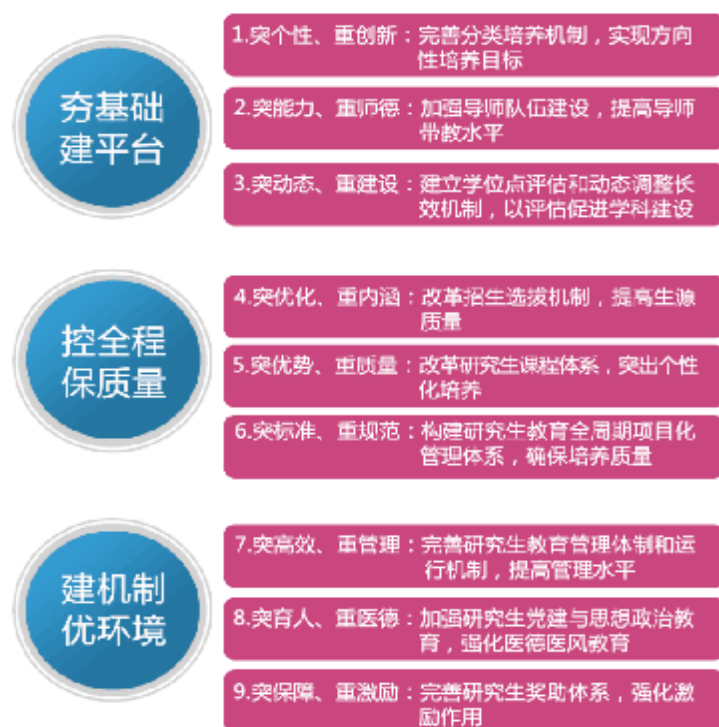 夯基础
建平台
1.突个性、重创新：完善分类培养机制，实现方向
性培养目标
2.突能力、重师德：加强导师队伍建设，提高导师
带教水平
3.突动态、重建设：建立学位点评估和动态调整长
效机制，以评估促进学科建设
控全程
保质量
4.突优化、重内涵：改革招生选拔机制，提高生源
质量
5.突优势、重质量：改革研究生课程体系，突出个性
化培养
6.突标准、重规范：构建研究生教育全周期项目化
管理体系，确保培养质量
建机制
优环境
7.突高效、重管理：完善研究生教育管理体制和运
行机制，提高管理水平
8.突育人、重医德：加强研究生党建与思想政治教
育，强化医德医风教育
9.突保障、重激励：完善研究生奖助体系，强化激
励作用